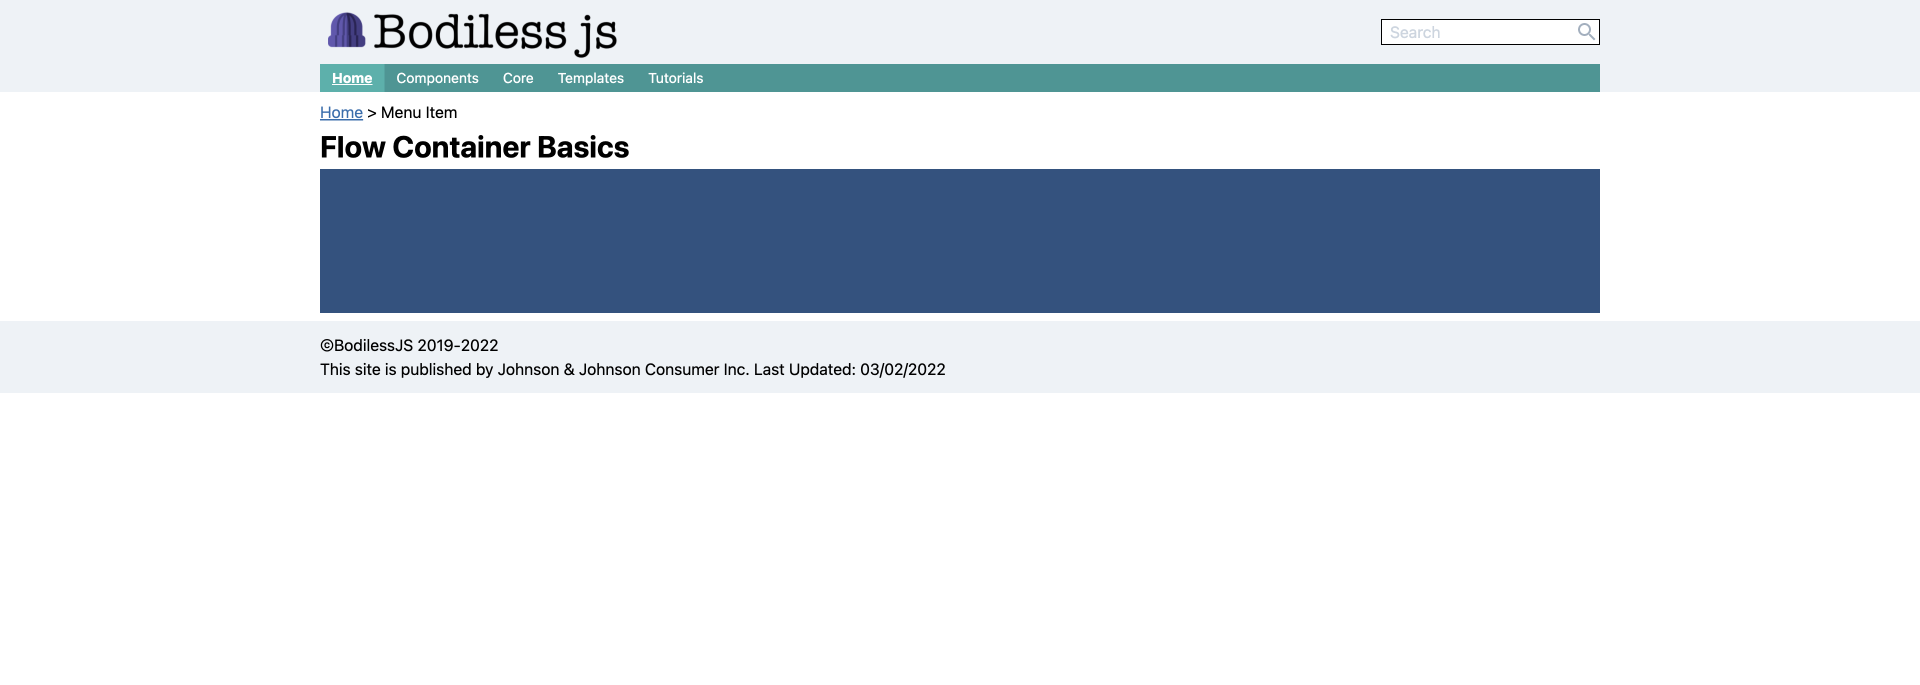 Bodiless js
Search
Home Components Core Templates Tutorials
Home > Menu Item
Flow Container Basics
©BodilessJS 2019-2022
This site is published by Johnson & Johnson Consumer Inc. Last Updated: 03/02/2022